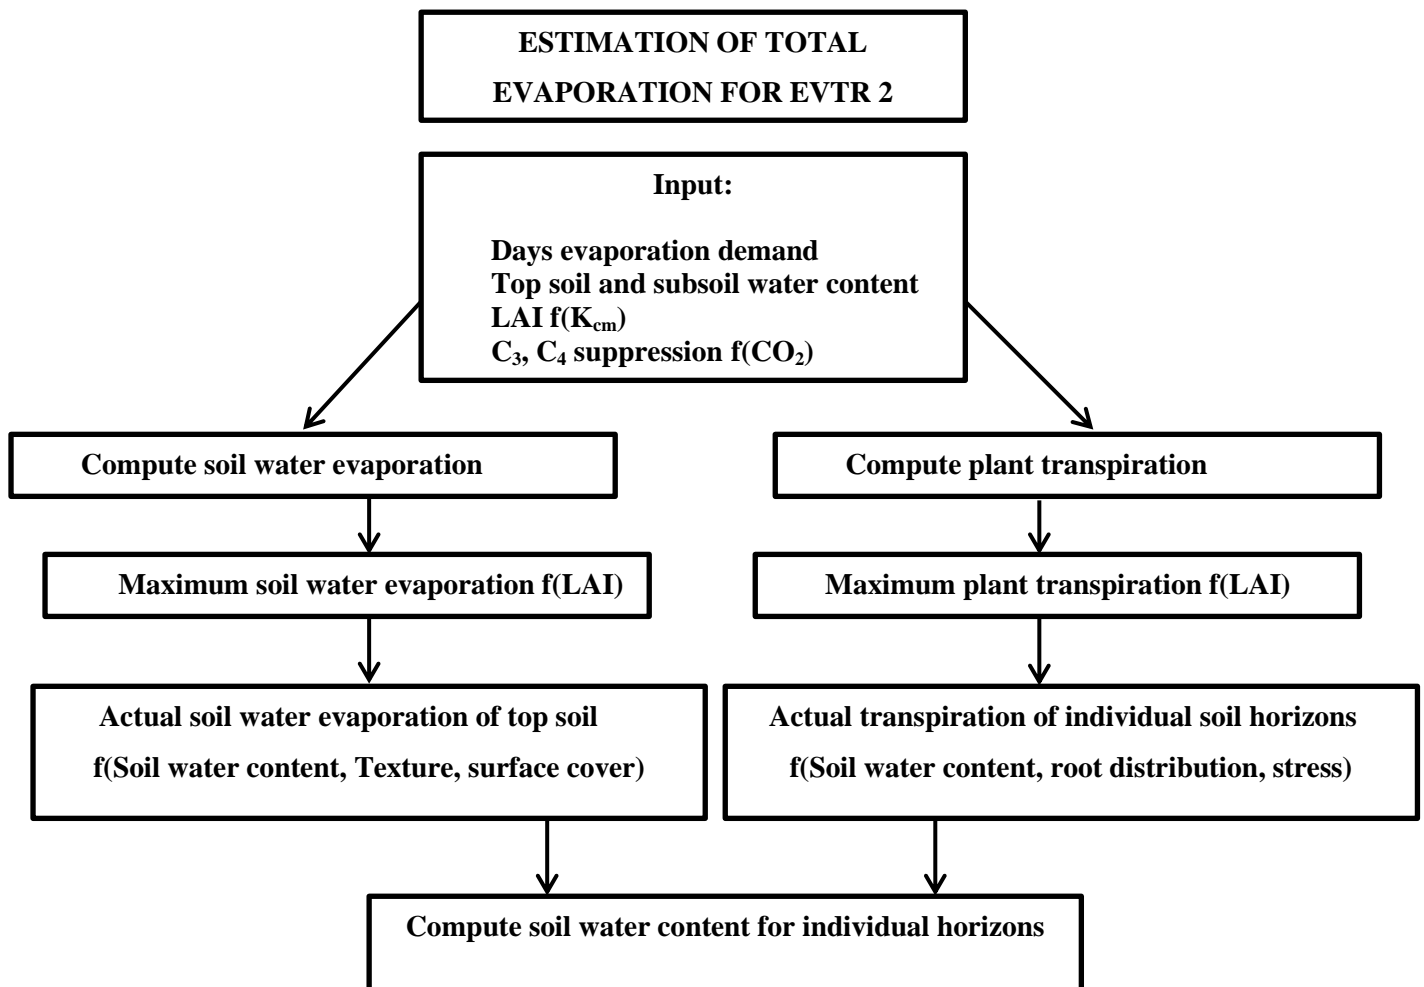 ESTIMATION OF TOTAL
EVAPORATION FOR EVTR 2
Input:
Days evaporation demand
Top soil and subsoil water content
LAI f(Kcm)
C3, C4 suppression f(CO2)
Compute soil water evaporation
Compute plant transpiration
Maximum soil water evaporation f(LAI)
Maximum plant transpiration f(LAI)
Actual soil water evaporation of top soil
f(Soil water content, Texture, surface cover)
Actual transpiration of individual soil horizons
f(Soil water content, root distribution, stress)
Compute soil water content for individual horizons